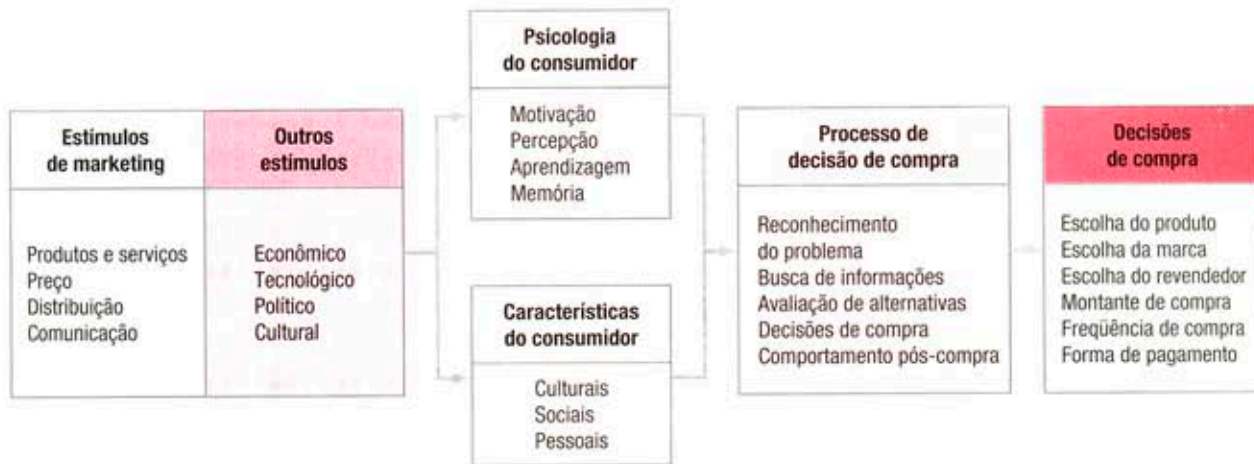 Estímulos
de marketing
Produtos e serviços
Preço
Distribuição
Comunicação
Outros
estímulos
Econômico
Tecnológico
Político
Cultural
Psicologia
do consumidor
Motivação
Percepção
Aprendizagem
Memória
Características
do consumidor
Culturais
Sociais
Pessoais
Processo de
decisão de compra
Reconhecimento
do problema
Busca de informações
Avaliação de alternativas
Decisões de compra
Comportamento pós-compra
Decisões
de compra
Escolha do produto
Escolha da marca
Escolha do revendedor
Montante de compra
Freqüência de compra
Forma de pagamento